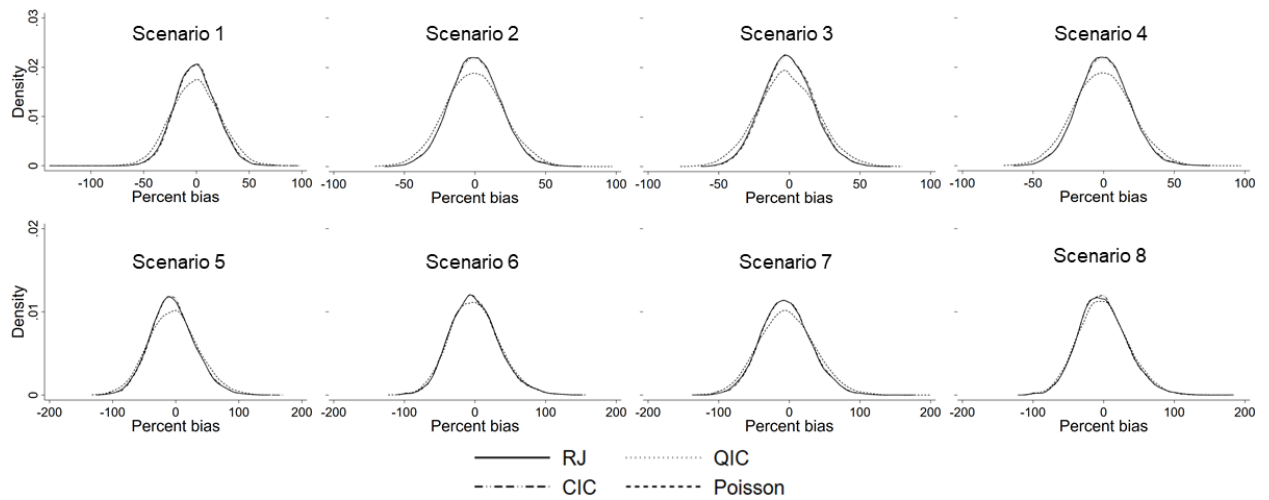 .03
.02
.01
0
Density
Scenario 1
Scenario 2
Scenario 3
Scenario 4
-100 -50 0 50 100
-100 -50 0 50 100
-100 -50 0 50 100
-100 -50 0 50 100
Percent bias
Percent bias
Percent bias
Percent bias
.02
.01
0
Density
Scenario 5
Scenario 6
Scenario 7
Scenario 8
-200 -100 0 100 200
-200 -100 0 100 200
-200 -100 0 100 200
-200 -100 0 100 200
Percent bias
Percent bias
Percent bias
Percent bias
RJ QIC
CIC Poisson